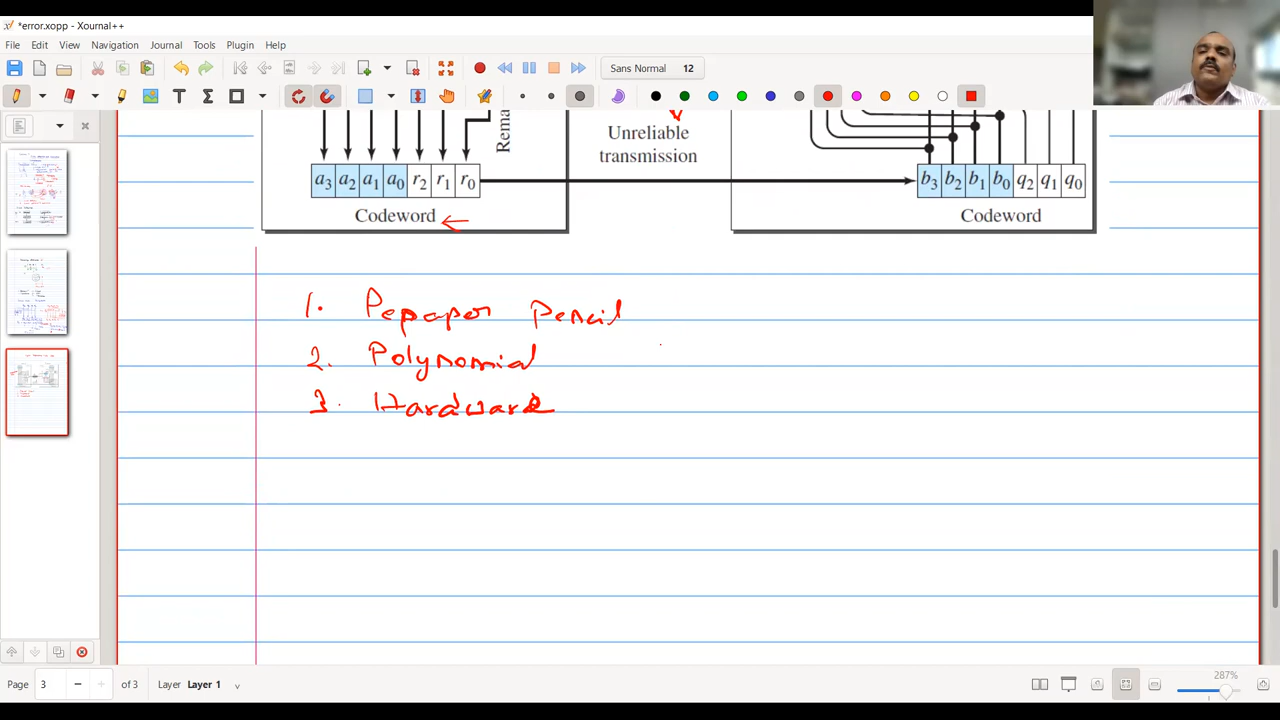 *error.xopp - Xournal++
File Edit View Navigation Journal Tools Plugin Help
Sans Normal 12
Rema
Unreliable
transmission
a3 a2 a1 a0 r2 r1 r0
b3 b2 b1 b0 q2 q1 q0
Codeword
Codeword
1. Pepaper Pencil
2. Polynomial
3. Hardware
Page 3 of 3 Layer Layer 1
287%